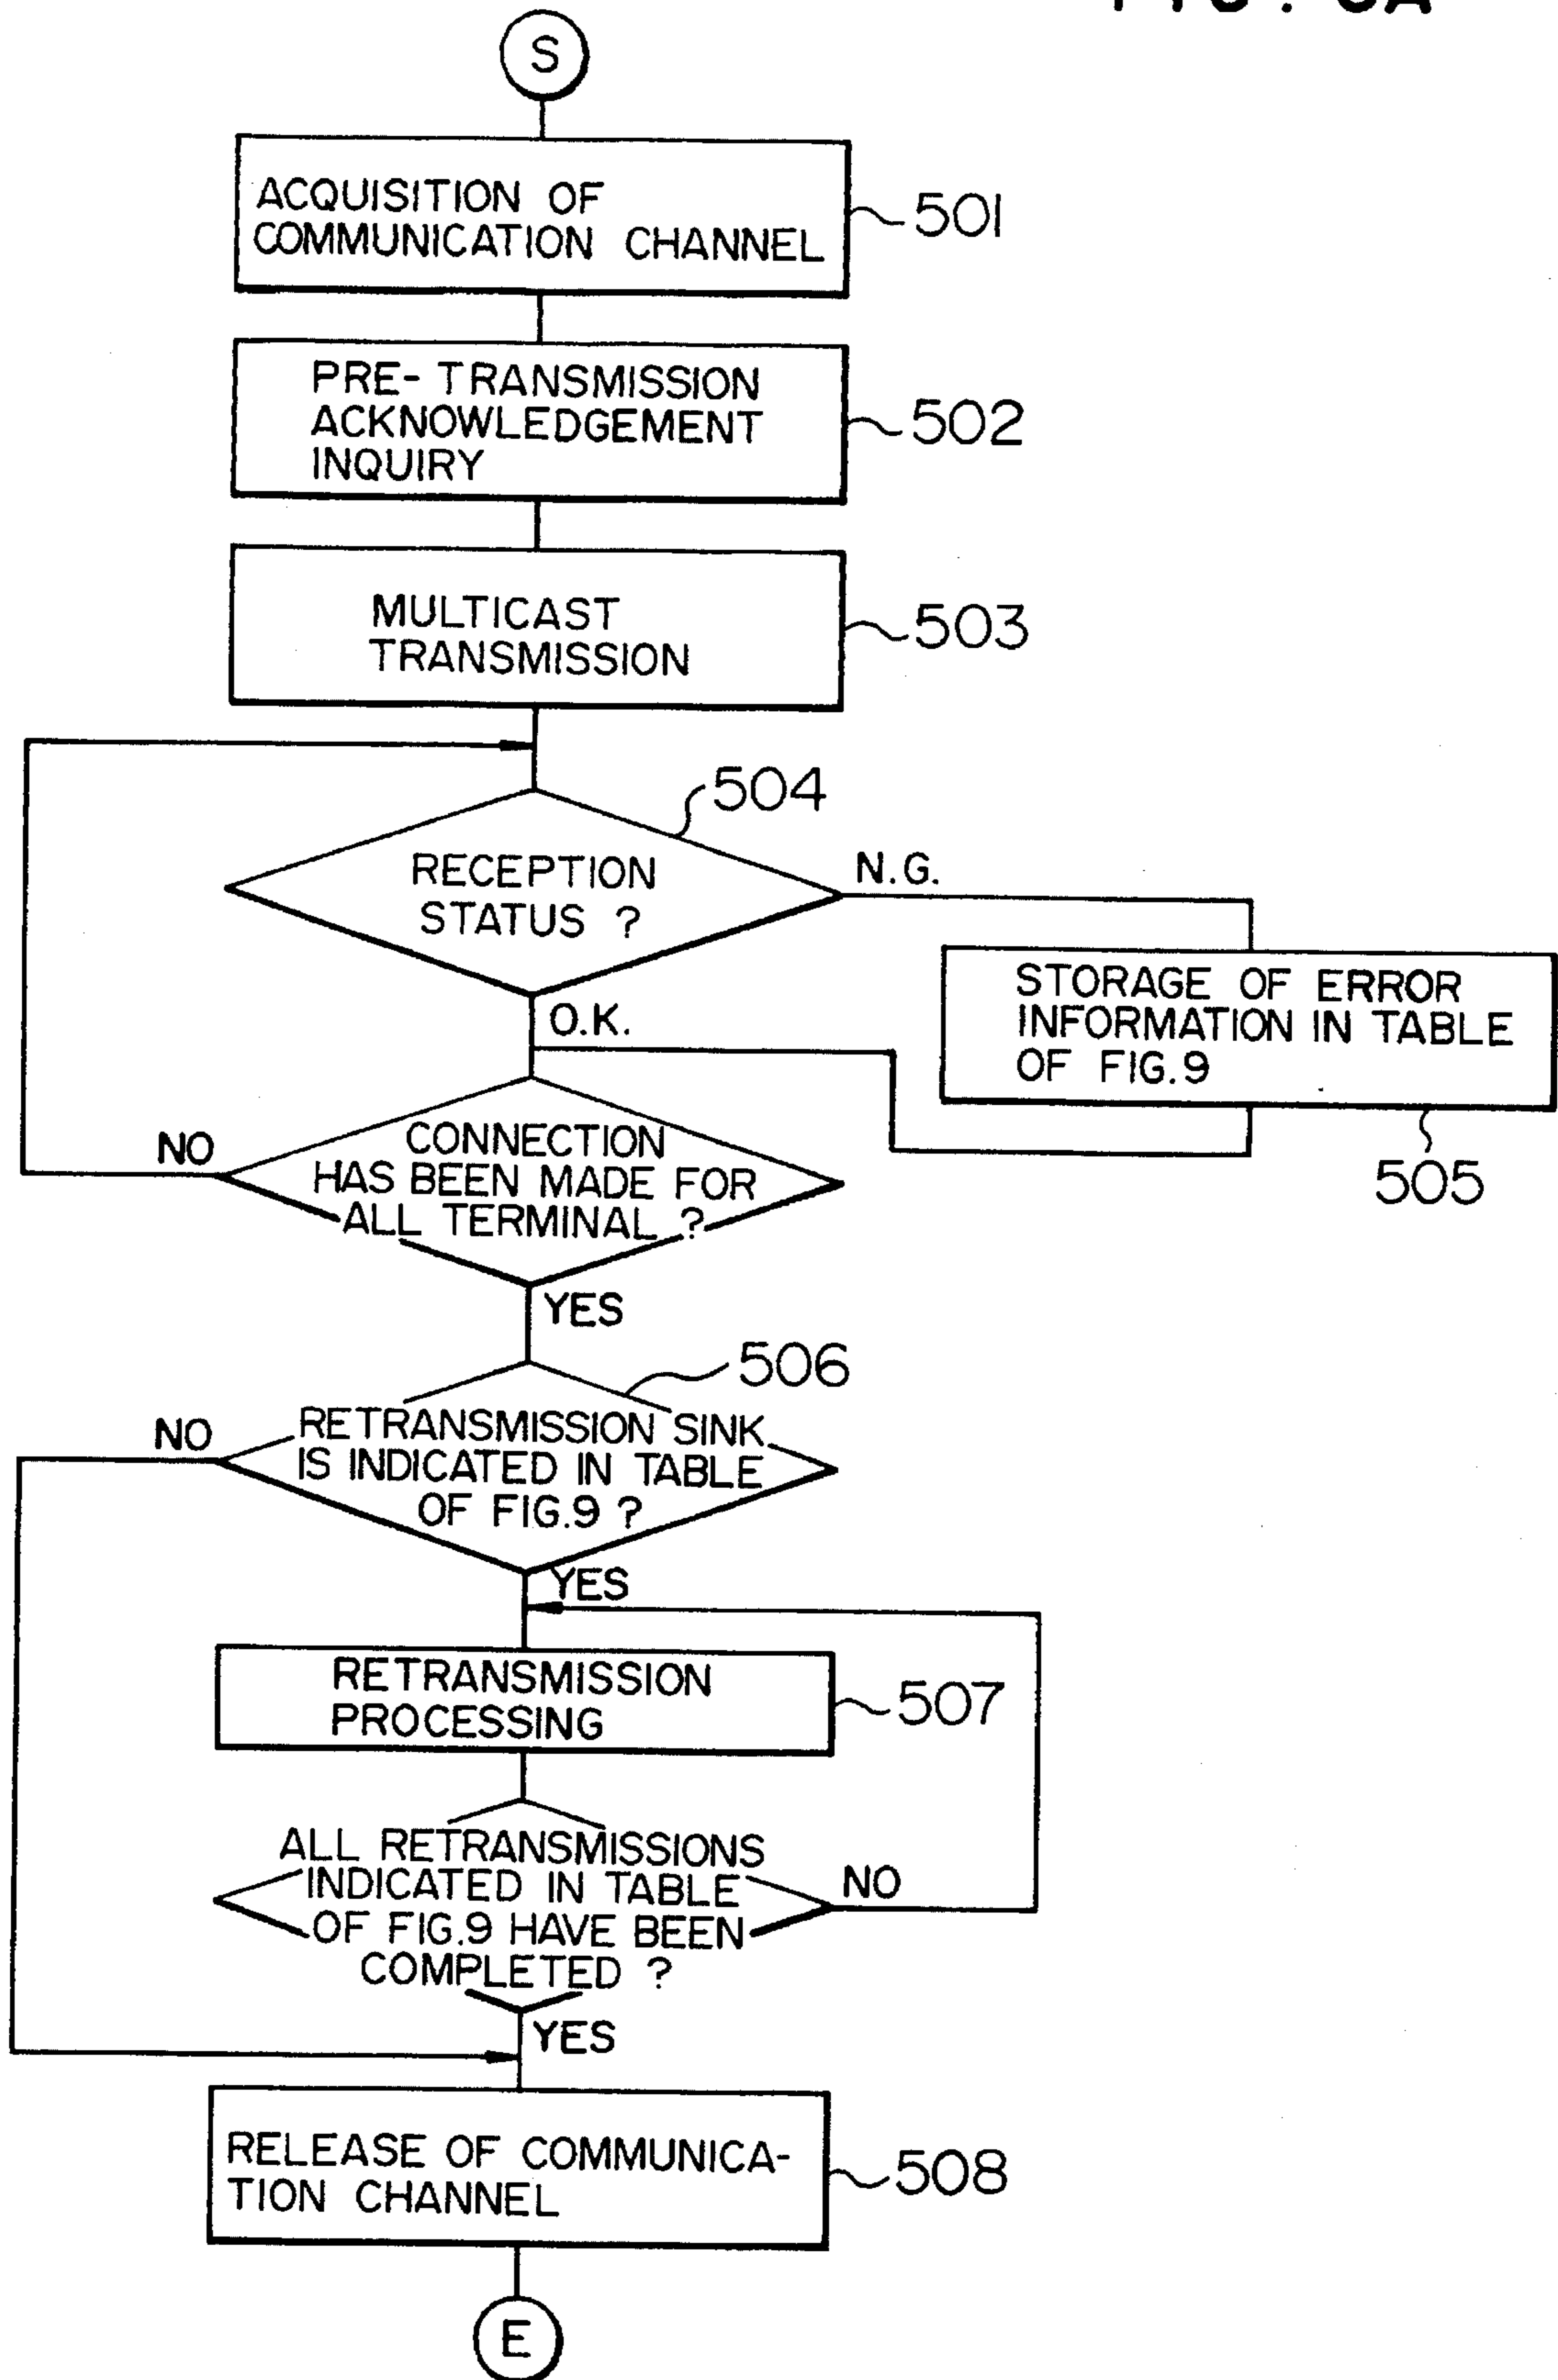 S
ACQUISITION OF
COMMUNICATION CHANNEL
501
PRE- TRANSMISSION
ACKNOWLEDGEMENT
INQUIRY
502
MULTICAST
TRANSMISSION
503
504
RECEPTION
STATUS ?
N.G.
O.K.
STORAGE OF ERROR
INFORMATION IN TABLE
OF FIG.9
505
CONNECTION
HAS BEEN MADE FOR
ALL TERMINAL ?
NO
YES
506
RETRANSMISSION SINK
IS INDICATED IN TABLE
OF FIG.9 ?
NO
YES
RETRANSMISSION
PROCESSING
507
ALL RETRANSMISSIONS
INDICATED IN TABLE
OF FIG.9 HAVE BEEN
COMPLETED ?
NO
YES
RELEASE OF COMMUNICA-
TION CHANNEL
508
E